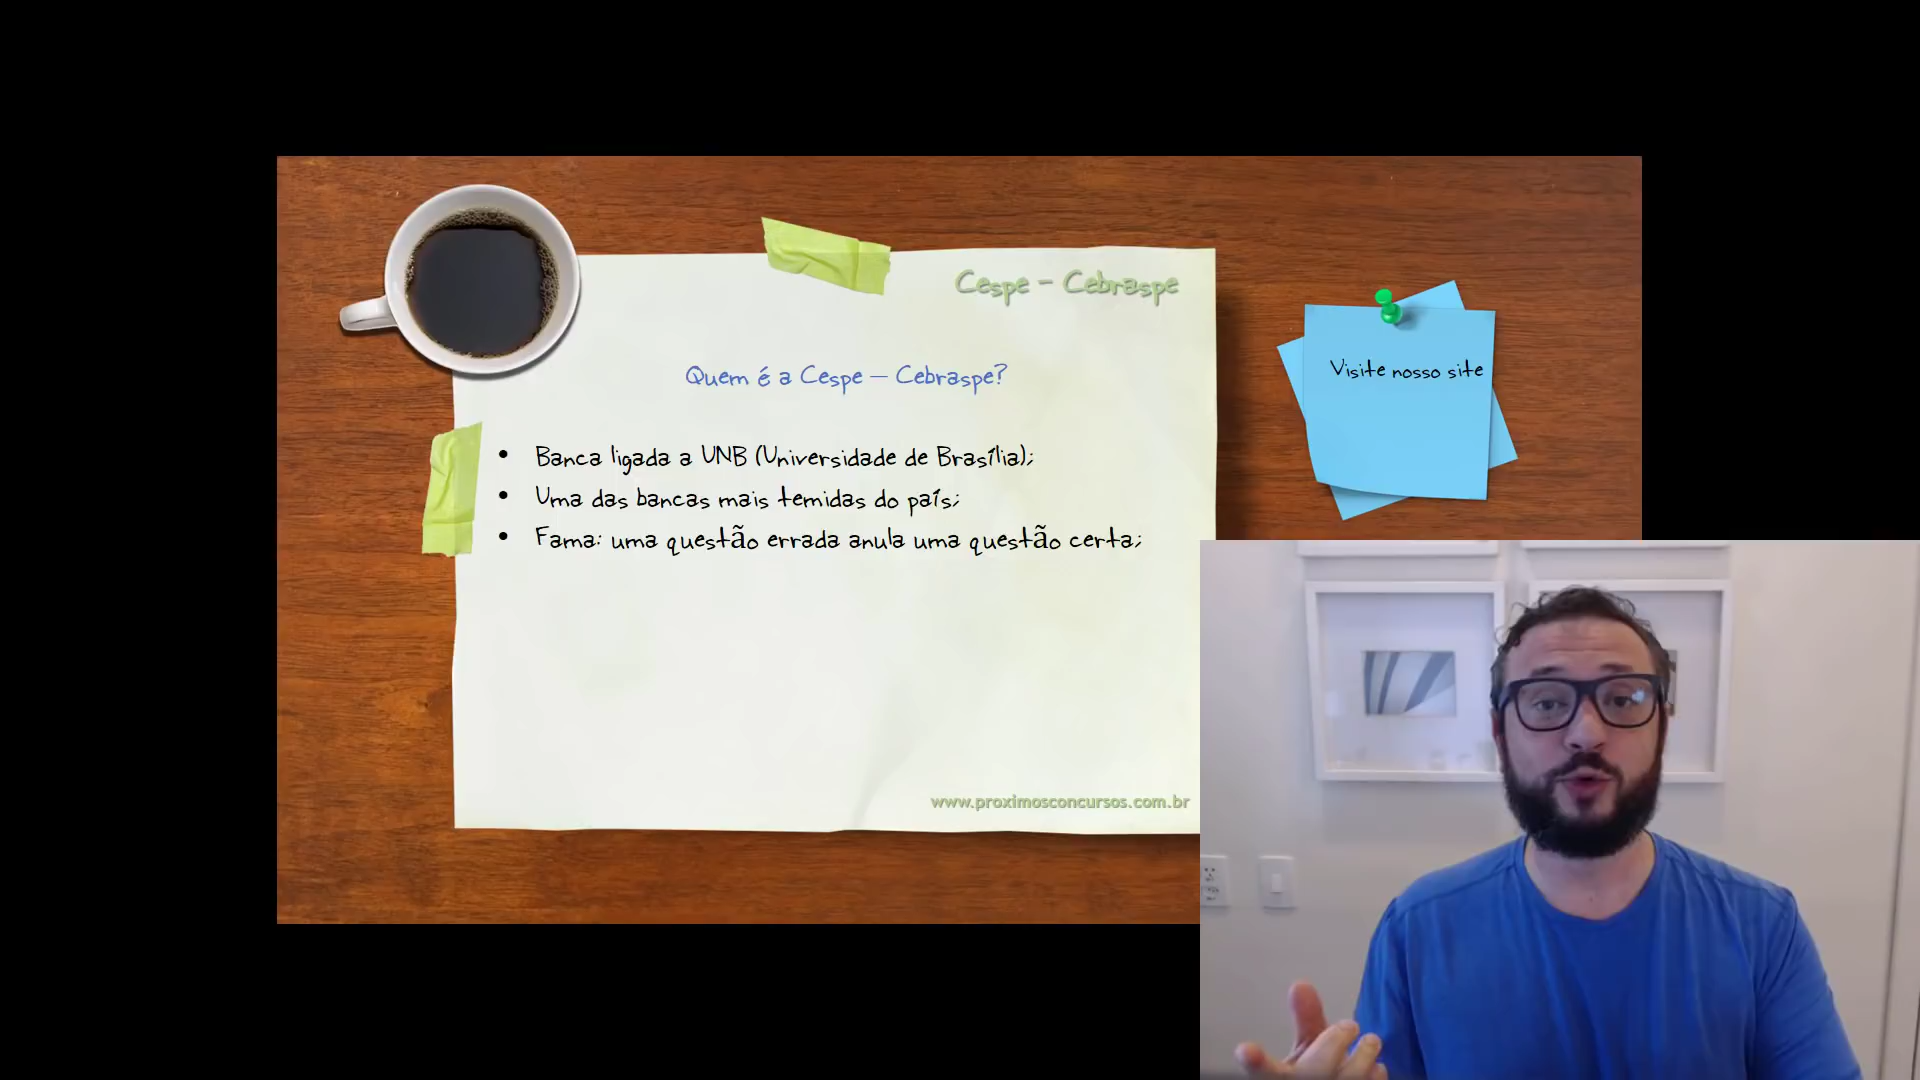 Cespe - Cebraspe
Quem é a Cespe – Cebraspe?
Visite nosso site
• Banca ligada a UNB (Universidade de Brasília);
• Uma das bancas mais temidas do país;
• Fama: uma questão errada anula uma questão certa;
www.proximosconcursos.com.br